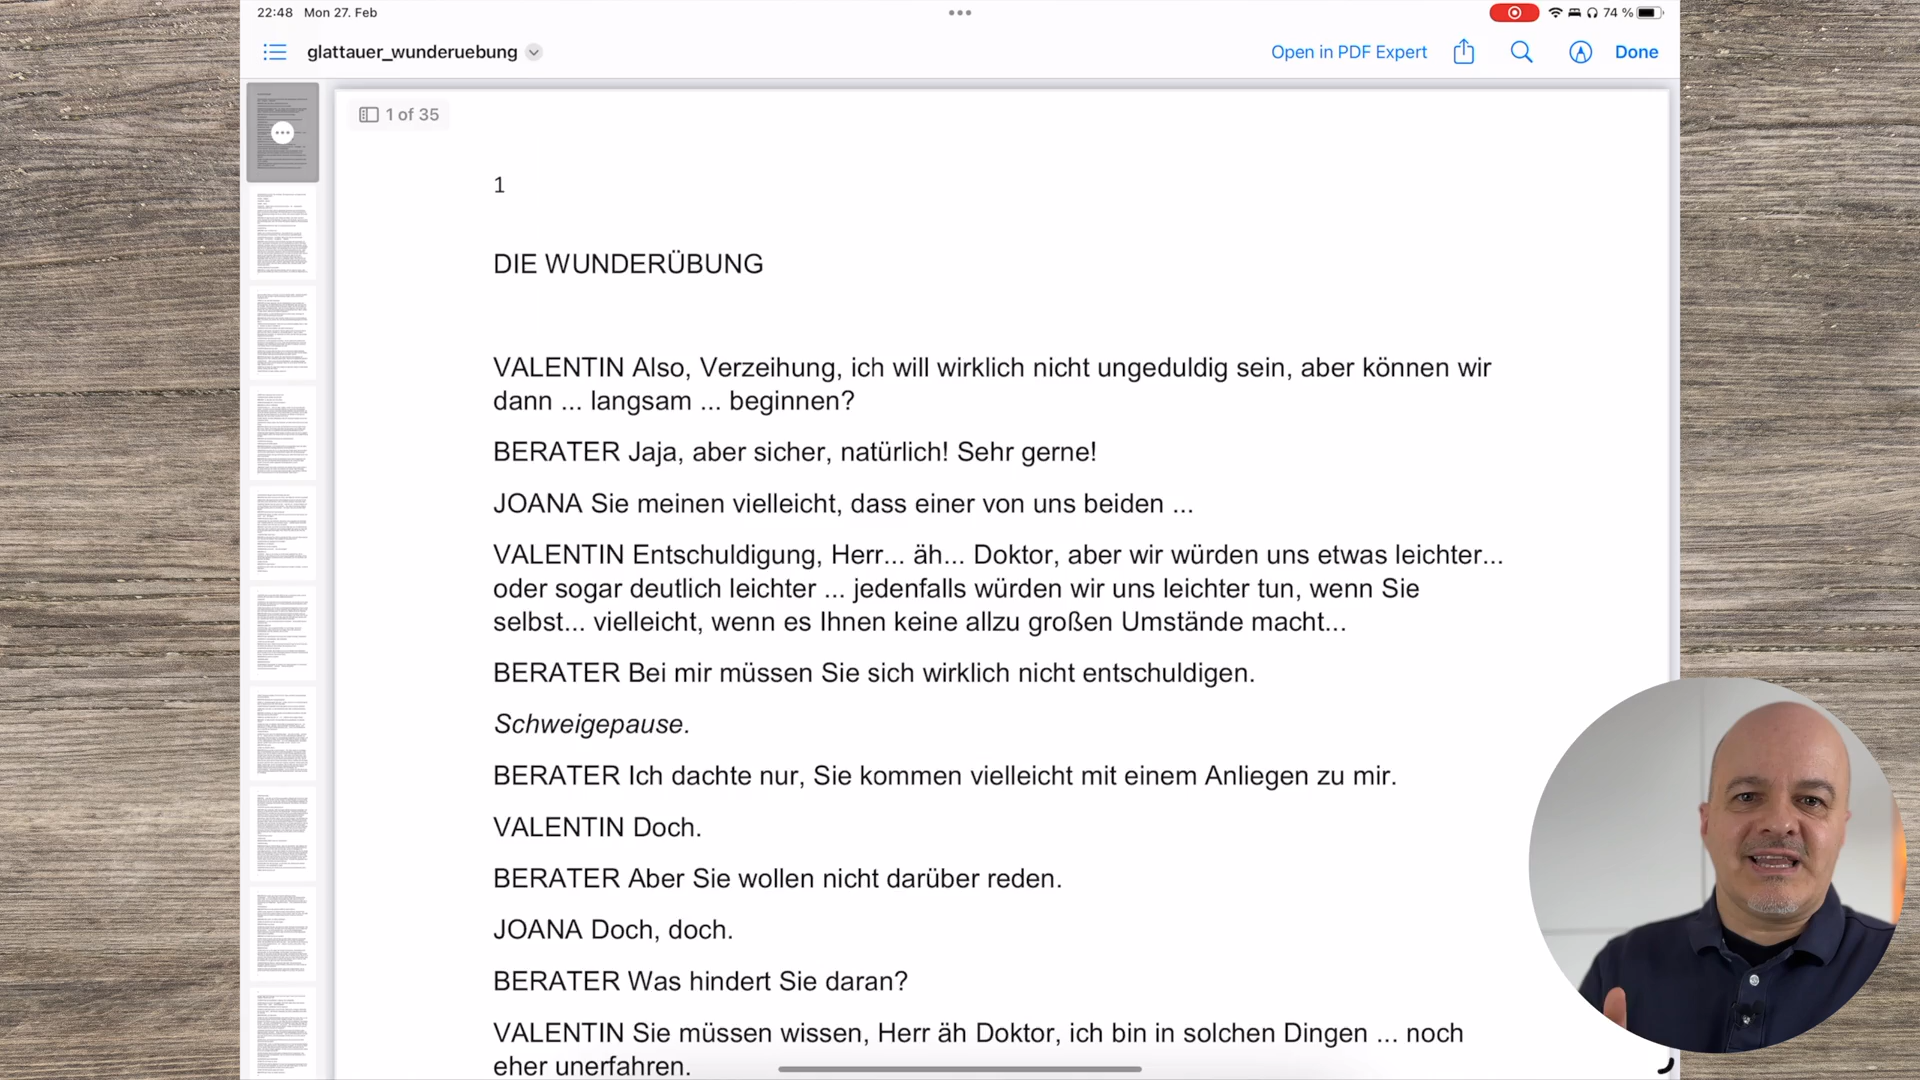 22:48 Mon 27. Feb
74 %
glattauer_wunderuebung
Open in PDF Expert
Done
1 of 35
1
DIE WUNDERÜBUNG
VALENTIN Also, Verzeihung, ich will wirklich nicht ungeduldig sein, aber können wir
dann ... langsam ... beginnen?
BERATER Jaja, aber sicher, natürlich! Sehr gerne!
JOANA Sie meinen vielleicht, dass einer von uns beiden ...
VALENTIN Entschuldigung, Herr... äh... Doktor, aber wir würden uns etwas leichter...
oder sogar deutlich leichter ... jedenfalls würden wir uns leichter tun, wenn Sie
selbst... vielleicht, wenn es Ihnen keine allzu großen Umstände macht...
BERATER Bei mir müssen Sie sich wirklich nicht entschuldigen.
Schweigepause.
BERATER Ich dachte nur, Sie kommen vielleicht mit einem Anliegen zu mir.
VALENTIN Doch.
BERATER Aber Sie wollen nicht darüber reden.
JOANA Doch, doch.
BERATER Was hindert Sie daran?
VALENTIN Sie müssen wissen, Herr äh Doktor, ich bin in solchen Dingen ... noch
eher unerfahren.